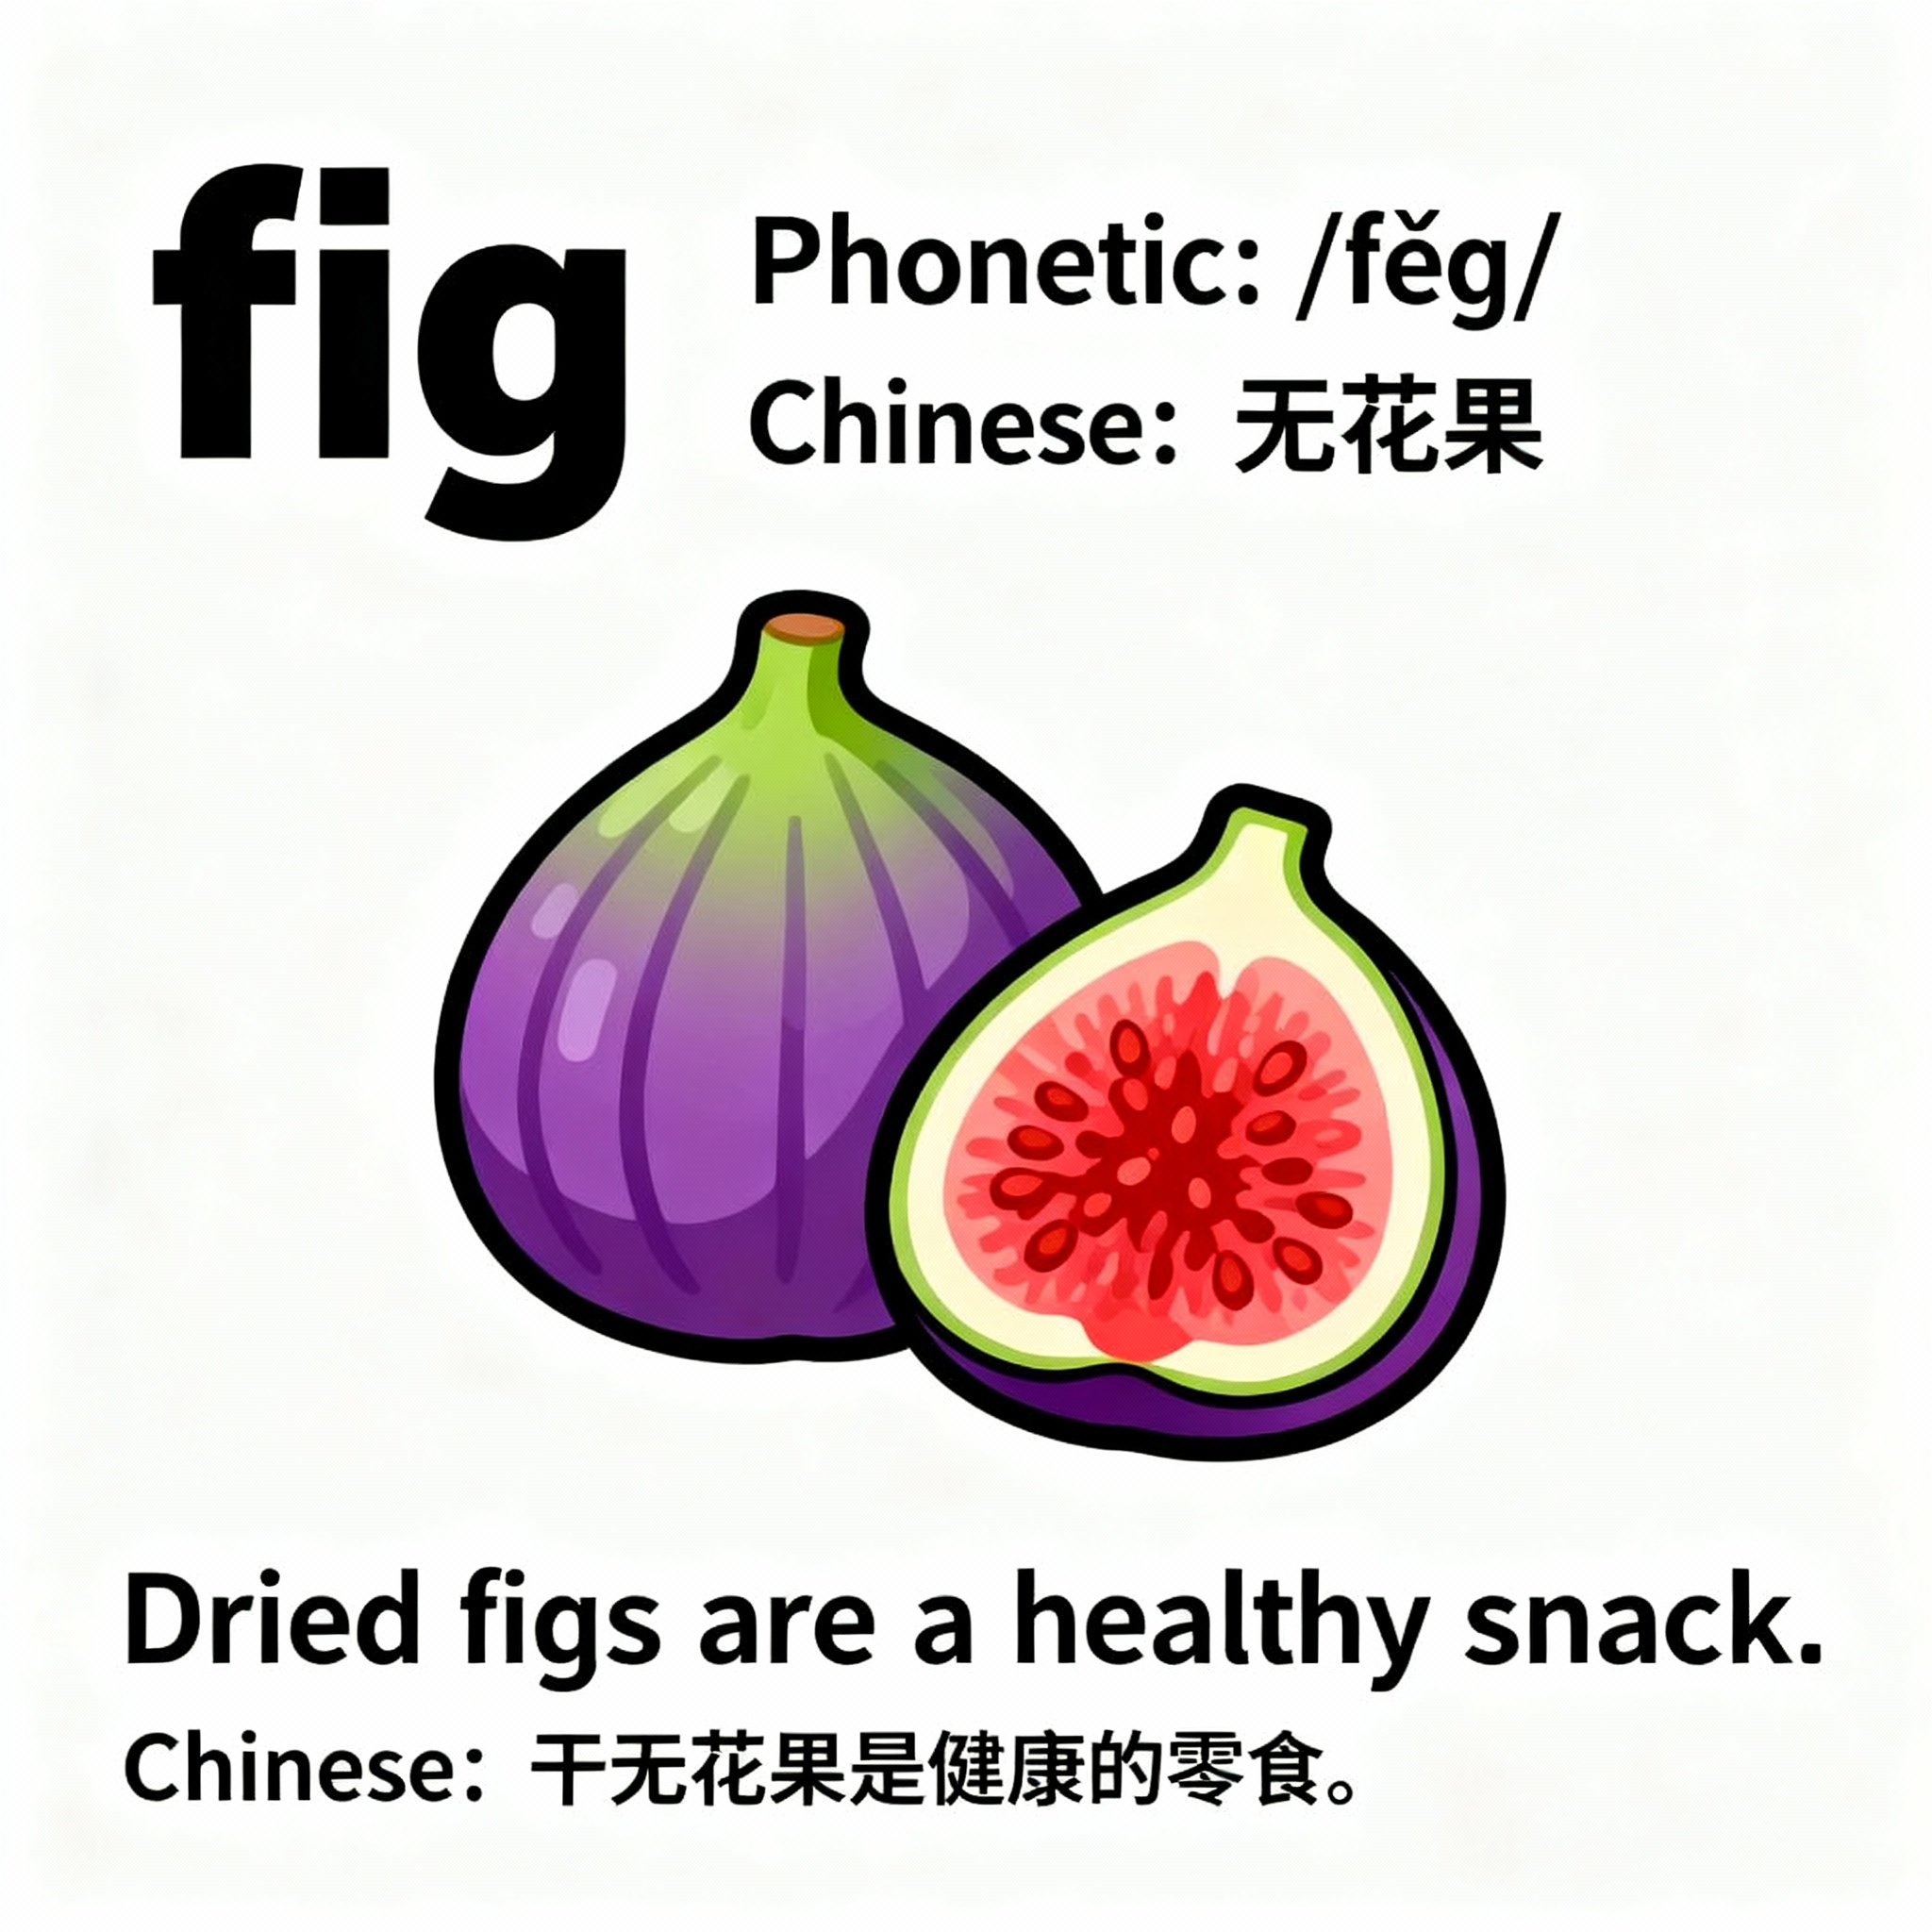 fig
Phonetic: /fěg/
Chinese: 无花果
Dried figs are a healthy snack.
Chinese: 干无花果是健康的零食。